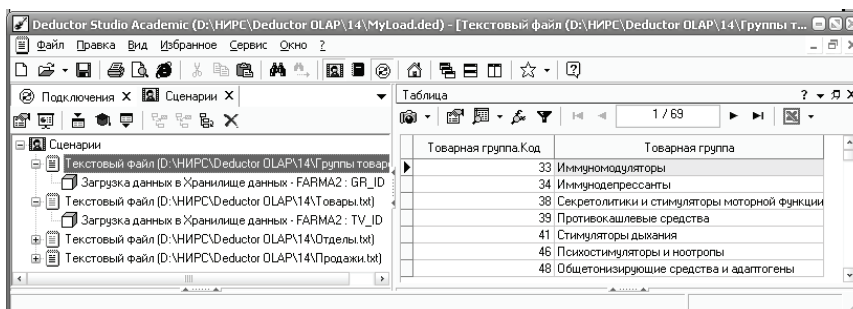 Deductor Studio Academic (D:\НИРС\Deductor OLAP\14\MyLoad.ded) - [Текстовый файл (D:\НИРС\Deductor OLAP\14\Группы т...
Файл Правка Вид Избранное Сервис Окно ?
Подключения X Сценарии X
Сценарии
Текстовый файл (D:\НИРС\Deductor OLAP\14\Группы товар
Загрузка данных в Хранилище данных - FARMA2 : GR_ID
Текстовый файл (D:\НИРС\Deductor OLAP\14\Товары.txt)
Загрузка данных в Хранилище данных - FARMA2 : TV_ID
Текстовый файл (D:\НИРС\Deductor OLAP\14\Отделы.txt)
Текстовый файл (D:\НИРС\Deductor OLAP\14\Продажи.txt)
Таблица
1 / 69
Товарная группа.Код Товарная группа
33 Иммуномодуляторы
34 Иммунодепрессанты
38 Секретолитики и стимуляторы моторной функции
39 Противокашлевые средства
41 Стимуляторы дыхания
46 Психостимуляторы и ноотропы
48 Общетонизирующие средства и адаптогены